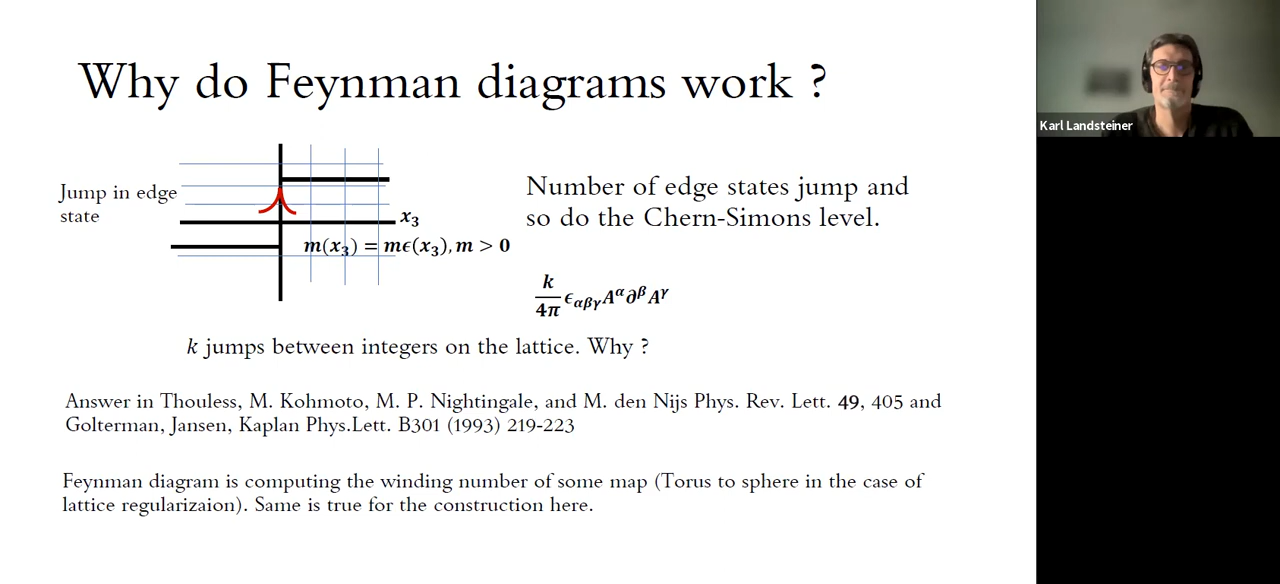 Why do Feynman diagrams work ?
Karl Landsteiner
Jump in edge
state
x₃
m(x₃) = mϵ(x₃), m > 0
Number of edge states jump and
so do the Chern-Simons level.
k/4π ϵ_αβγ A^α ∂^β A^γ
k jumps between integers on the lattice. Why ?
Answer in Thouless, M. Kohmoto, M. P. Nightingale, and M. den Nijs Phys. Rev. Lett. 49, 405 and
Golterman, Jansen, Kaplan Phys.Lett. B301 (1993) 219-223
Feynman diagram is computing the winding number of some map (Torus to sphere in the case of
lattice regularizaion). Same is true for the construction here.